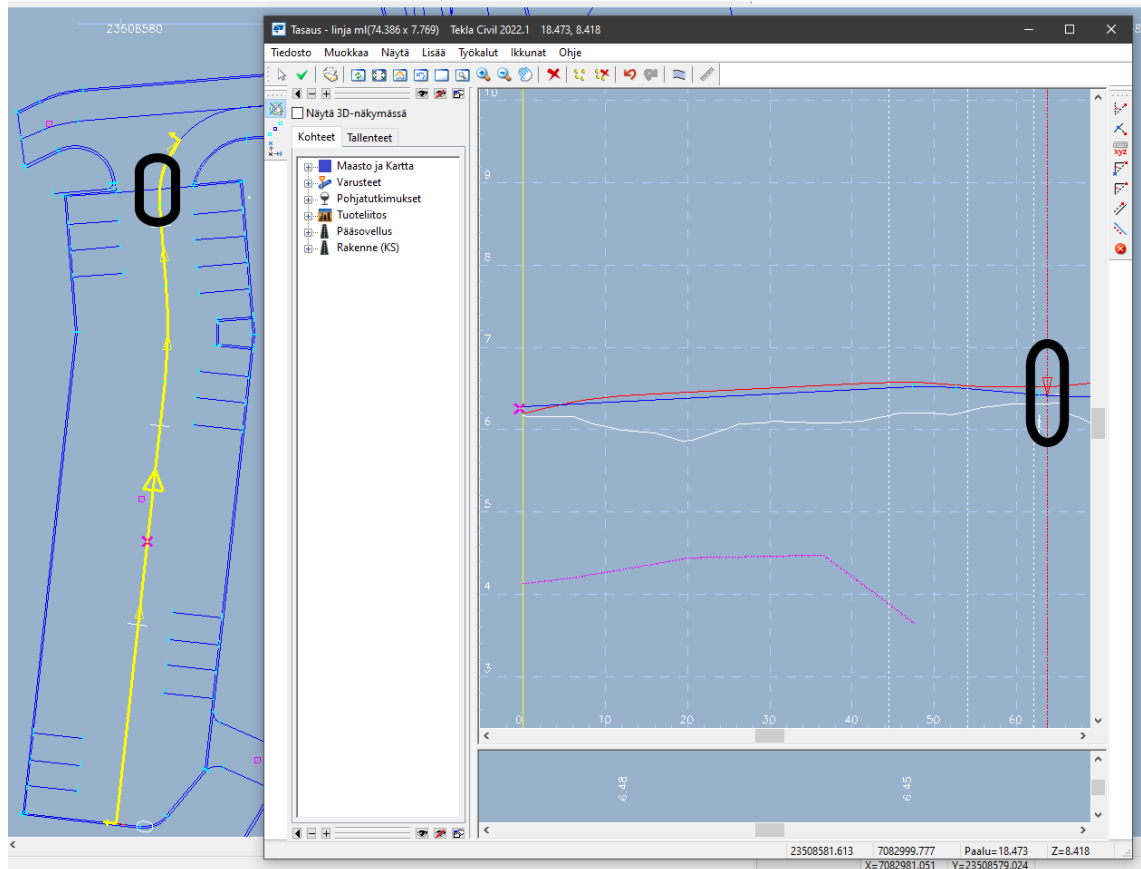 23508580
Tasaus - linja ml(74.386 x 7.769) Tekla Civil 2022.1 18.473, 8.418
Tiedosto Muokkaa Näytä Lisää Työkalut Ikkunat Ohje
Näytä 3D-näkymässä
Kohteet Tallenteet
Maasto ja Kartta
Varusteet
Pohjatutkimukset
Tuoteliitos
Pääsovellus
Rakenne (KS)
xyz
10
9
8
7
6
5
4
3
0 10 20 30 40 50 60
6.48 6.45
23508581.613 7082999.777 Paalu=18.473 Z=8.418
X=7082981.051 Y=23508579.024